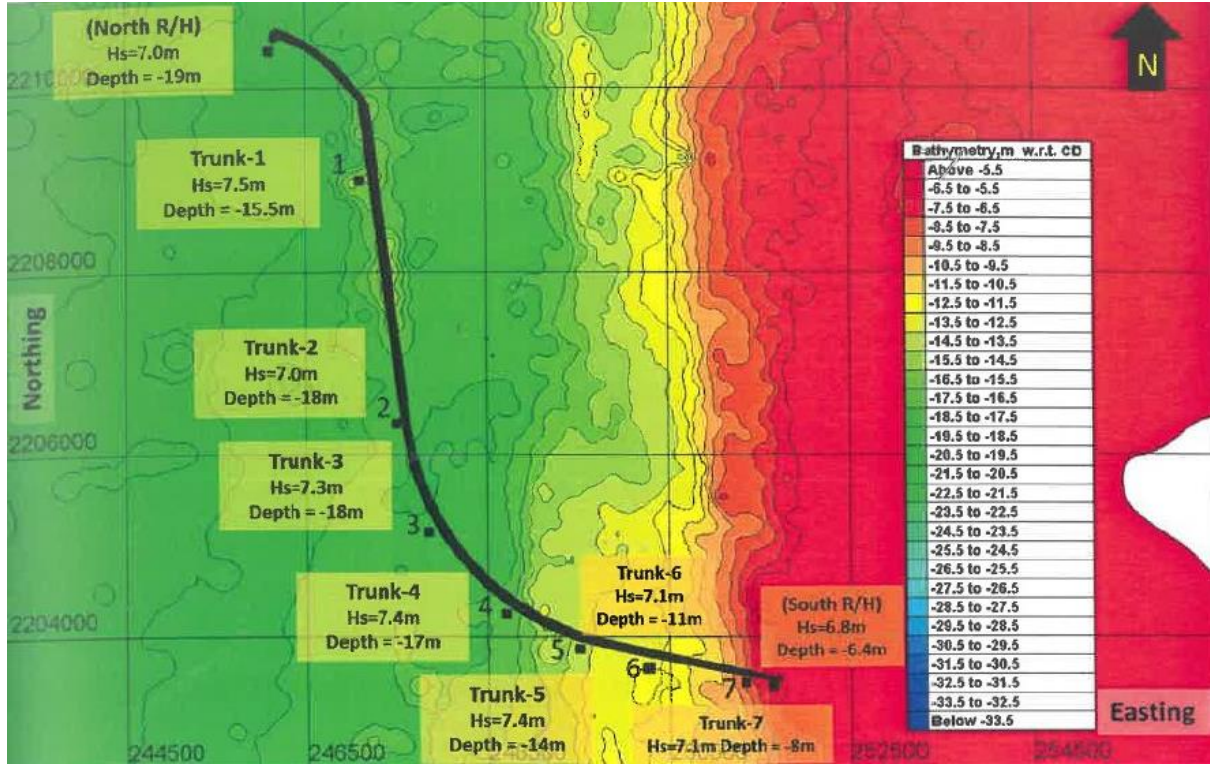 (North R/H)
Hs=7.0m
Depth = -19m
N
2210000
Trunk-1
Hs=7.5m
Depth = -15.5m
1
Bathymetry,m w.r.t. CD
Above -5.5
-6.5 to -5.5
-7.5 to -6.5
-8.5 to -7.5
-9.5 to -8.5
-10.5 to -9.5
-11.5 to -10.5
-12.5 to -11.5
-13.5 to -12.5
-14.5 to -13.5
-15.5 to -14.5
-16.5 to -15.5
-17.5 to -16.5
-18.5 to -17.5
-19.5 to -18.5
-20.5 to -19.5
-21.5 to -20.5
-22.5 to -21.5
-23.5 to -22.5
-24.5 to -23.5
-25.5 to -24.5
-26.5 to -25.5
-27.5 to -26.5
-28.5 to -27.5
-29.5 to -28.5
-30.5 to -29.5
-31.5 to -30.5
-32.5 to -31.5
-33.5 to -32.5
Below -33.5
2208000
Northing
Trunk-2
Hs=7.0m
Depth = -18m
2
2206000
Trunk-3
Hs=7.3m
Depth = -18m
3
Trunk-4
Hs=7.4m
Depth = -17m
4
Trunk-6
Hs=7.1m
Depth = -11m
(South R/H)
Hs=6.8m
Depth = -6.4m
2204000
5
6
7
Trunk-5
Hs=7.4m
Depth = -14m
Trunk-7
Hs=7.1m Depth = -8m
Easting
244500
246500
254500